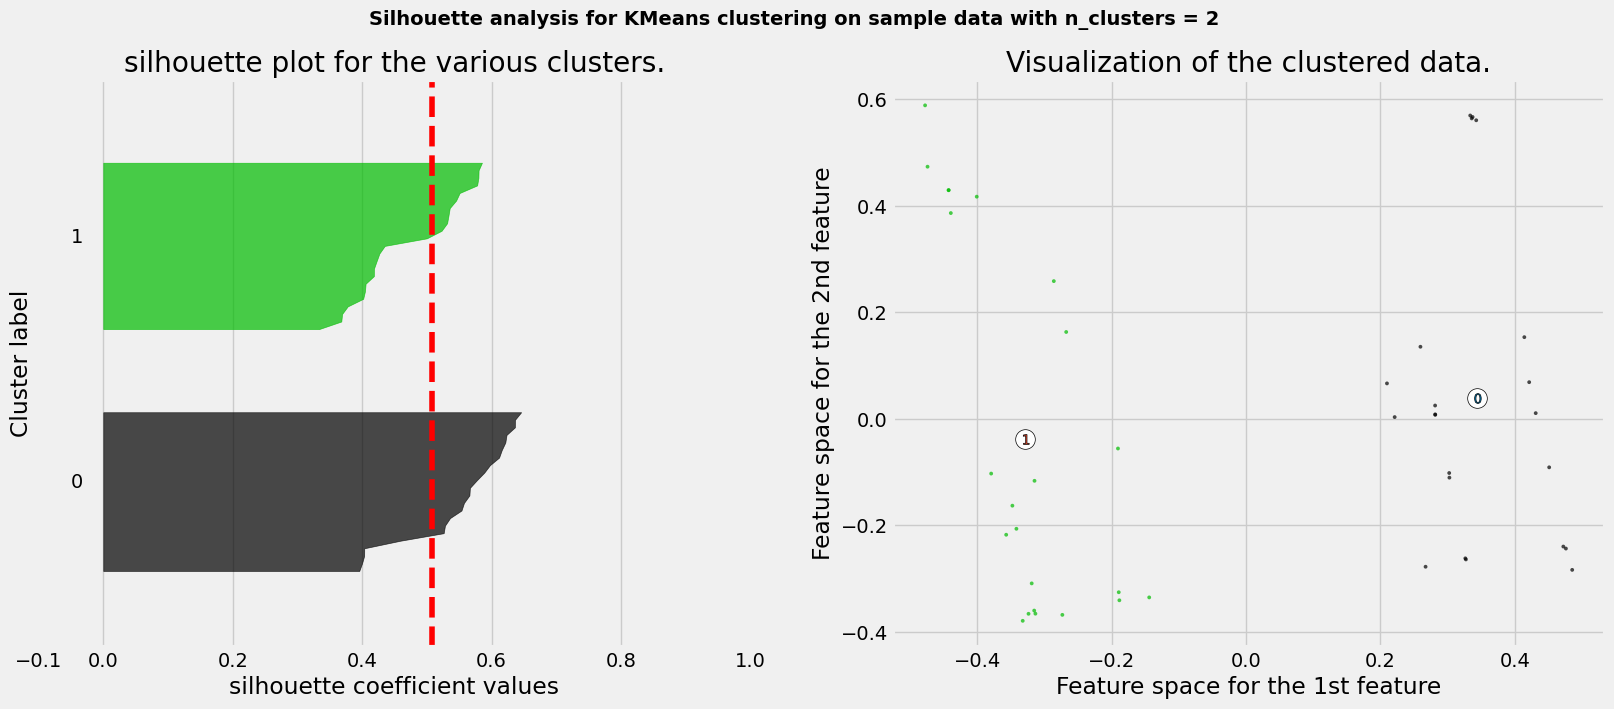 Silhouette analysis for KMeans clustering on sample data with n_clusters = 2
silhouette plot for the various clusters.
Cluster label
1
0
−0.1 0.0 0.2 0.4 0.6 0.8 1.0
silhouette coefficient values
Visualization of the clustered data.
Feature space for the 2nd feature
0.6
0.4
0.2
0.0
−0.2
−0.4
0
1
−0.4 −0.2 0.0 0.2 0.4
Feature space for the 1st feature